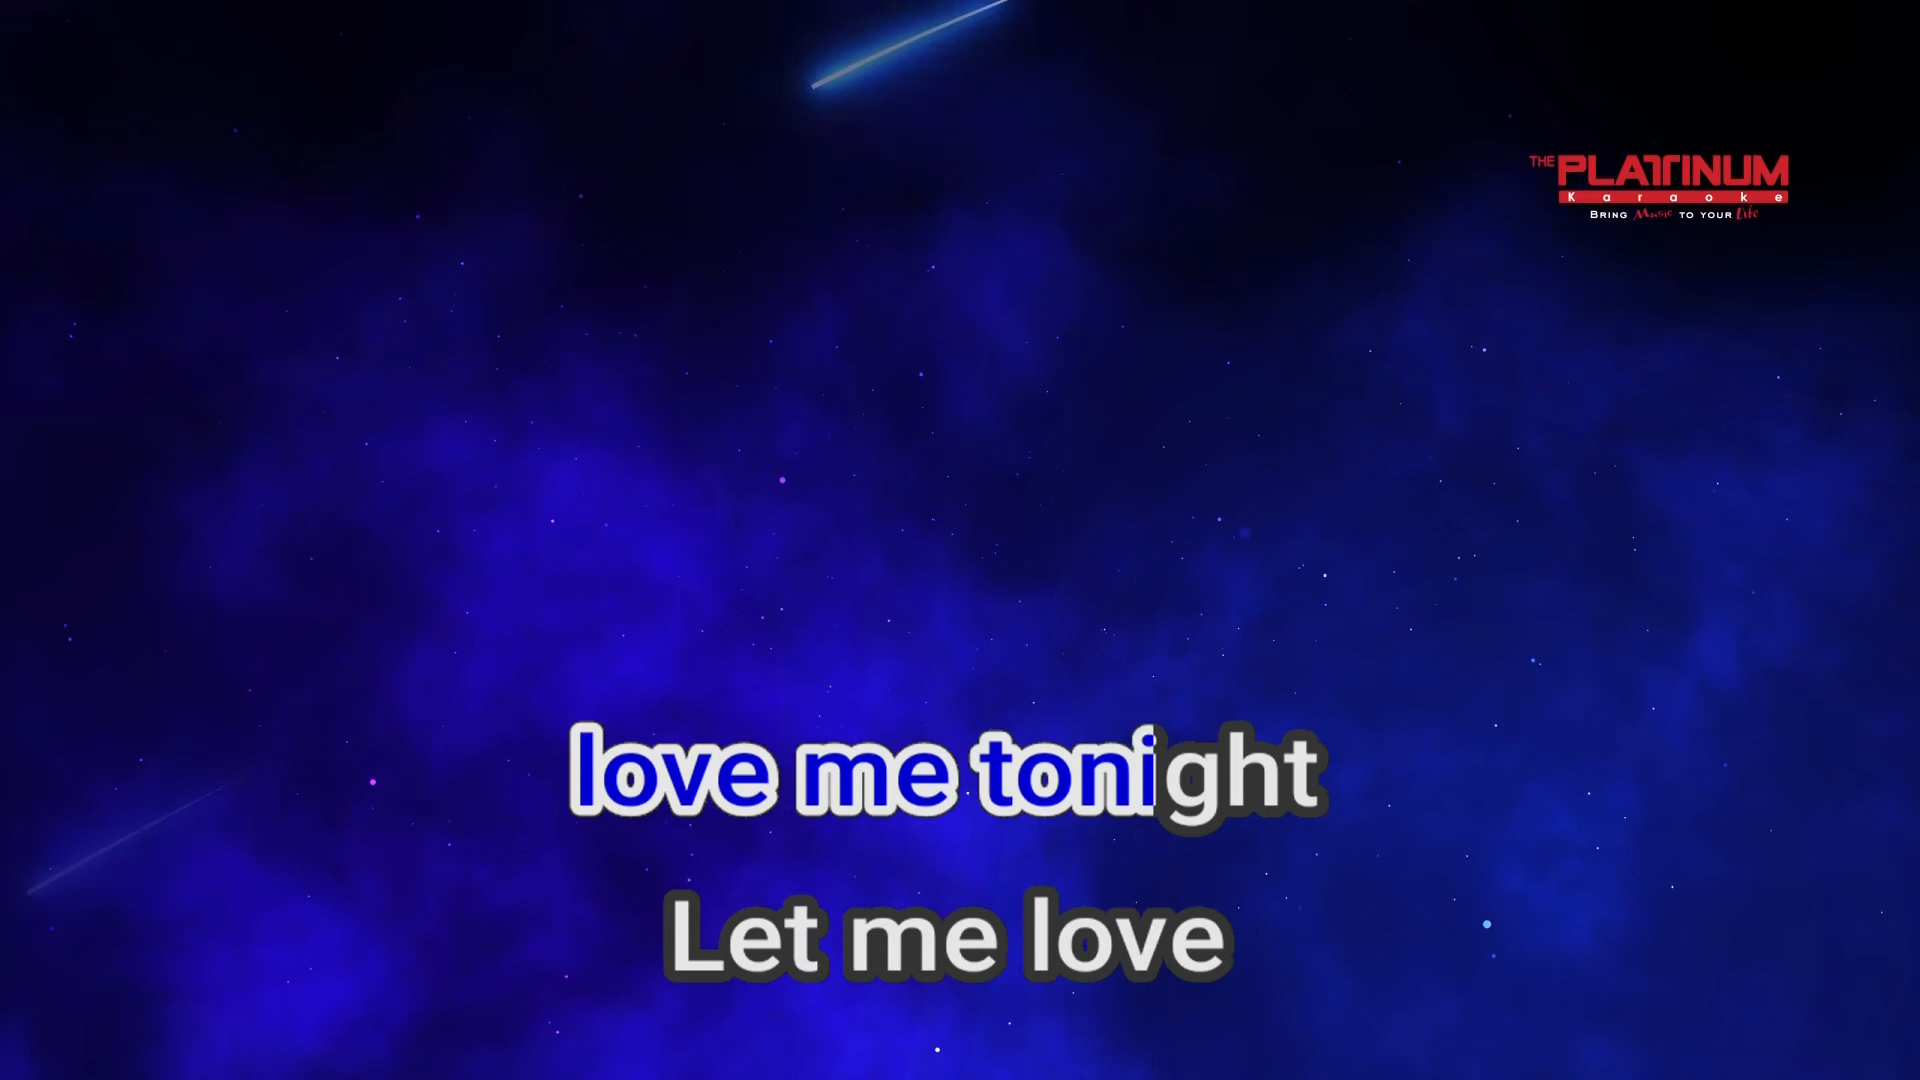 THE PLATINUM
Karaoke
BRING Music TO YOUR Life
love me tonight
Let me love